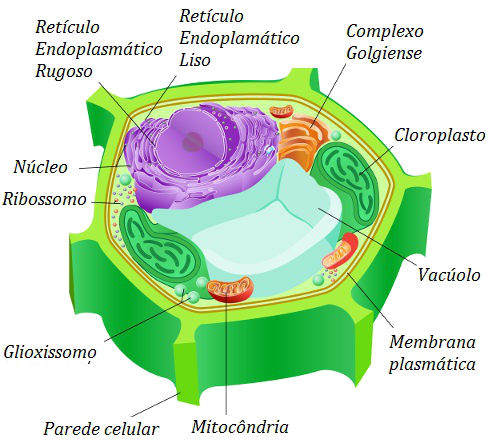 Retículo
Endoplasmático
Rugoso
Retículo
Endoplamático
Liso
Complexo
Golgiense
Cloroplasto
Núcleo
Ribossomo
Vacúolo
Glioxissomo
Membrana
plasmática
Parede celular
Mitocôndria